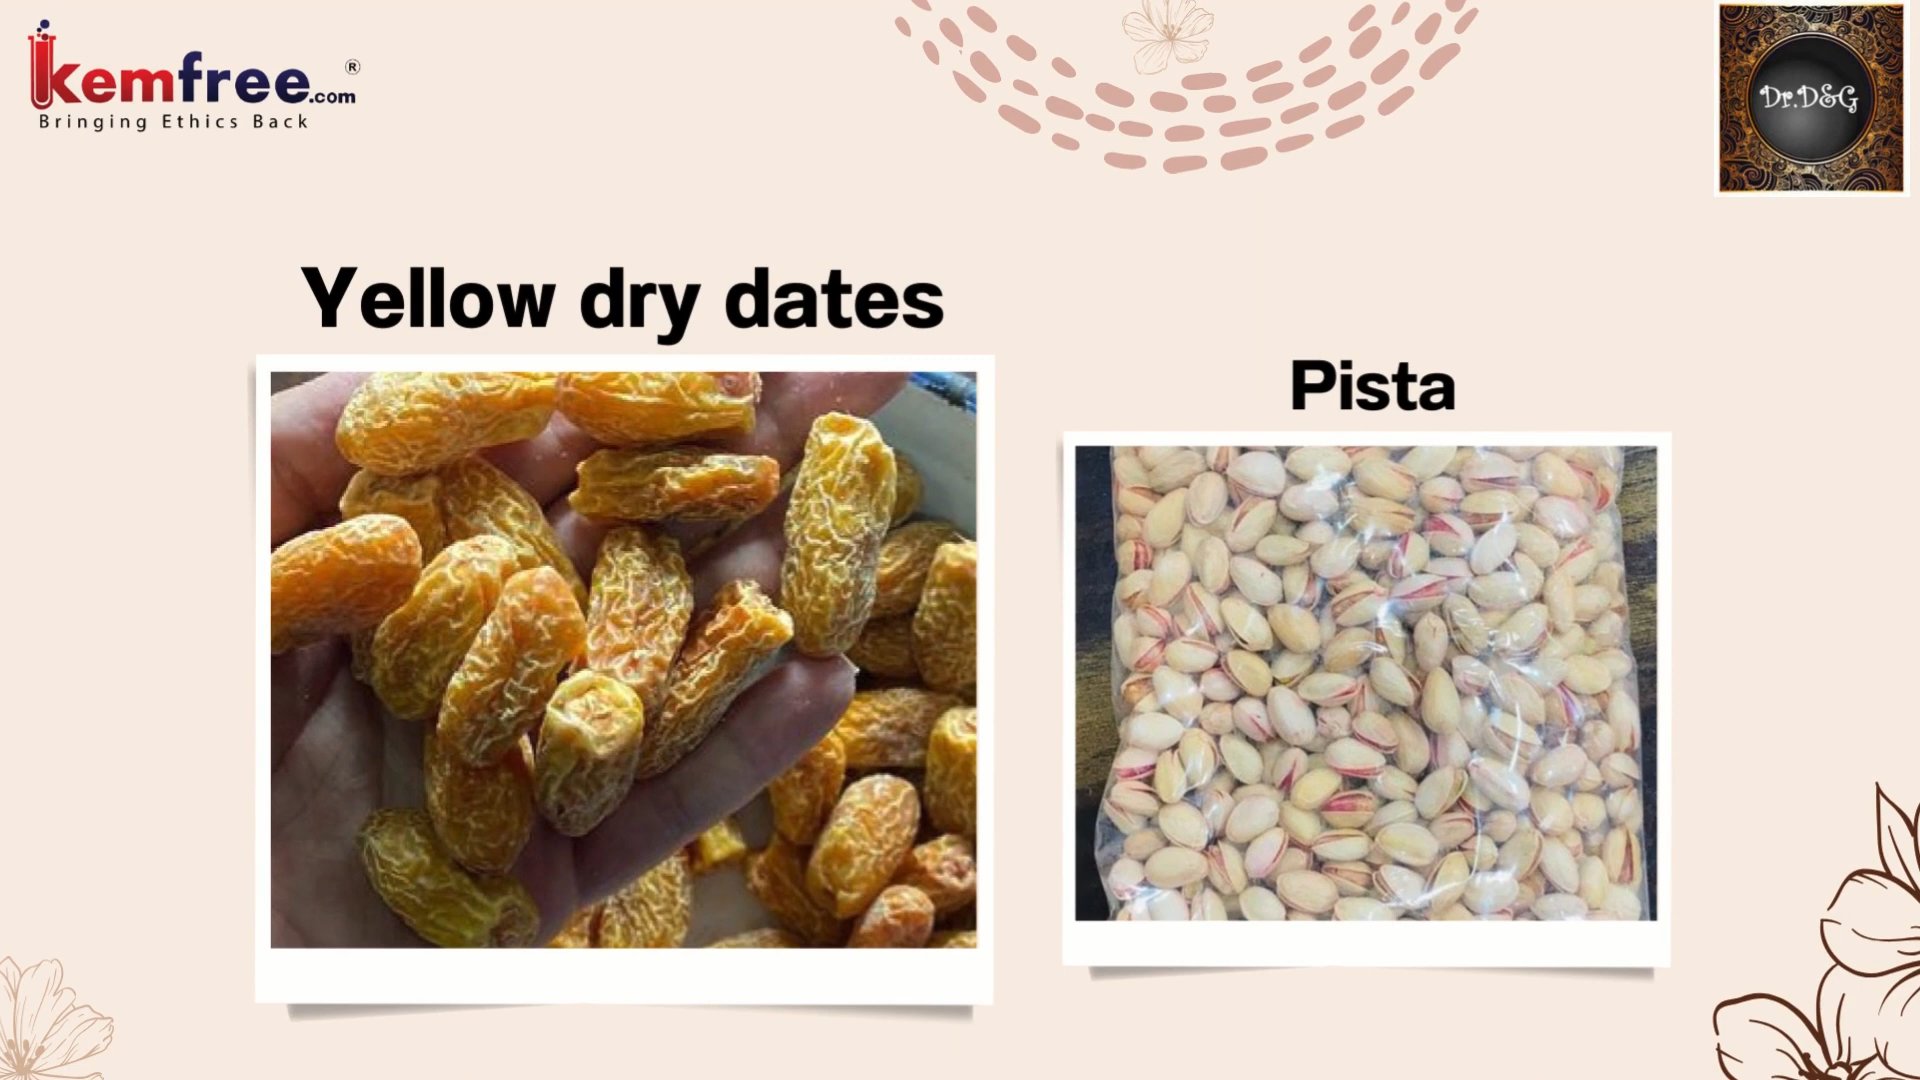 kemfree.com®
Bringing Ethics Back
Dr.D&G
Yellow dry dates
Pista